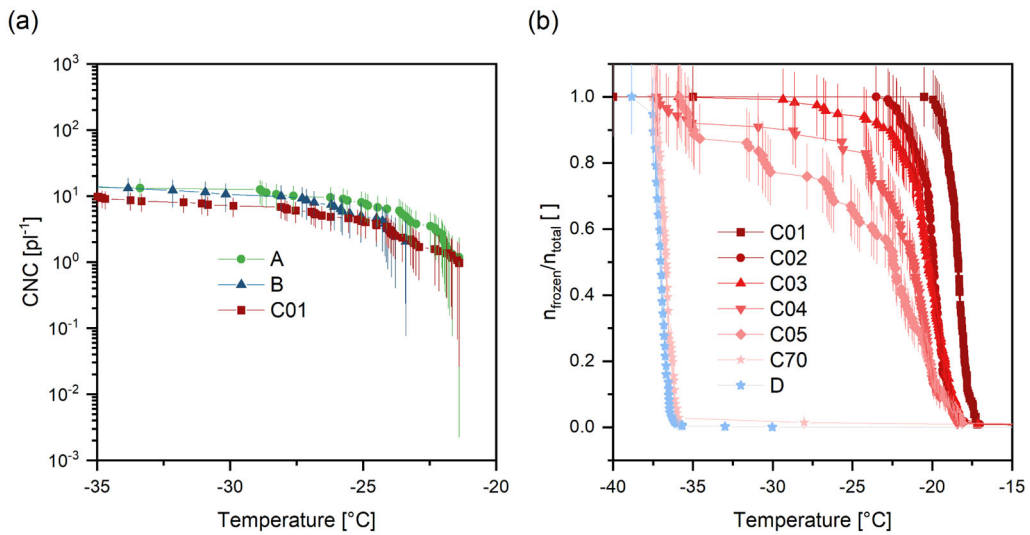 (a)
CNC [pl⁻¹]
10³
10²
10¹
10⁰
10⁻¹
10⁻²
10⁻³
-35
-30
-25
-20
Temperature [°C]
A
B
C01
(b)
n_frozen/n_total [ ]
1.0
0.8
0.6
0.4
0.2
0.0
-40
-35
-30
-25
-20
-15
Temperature [°C]
C01
C02
C03
C04
C05
C70
D